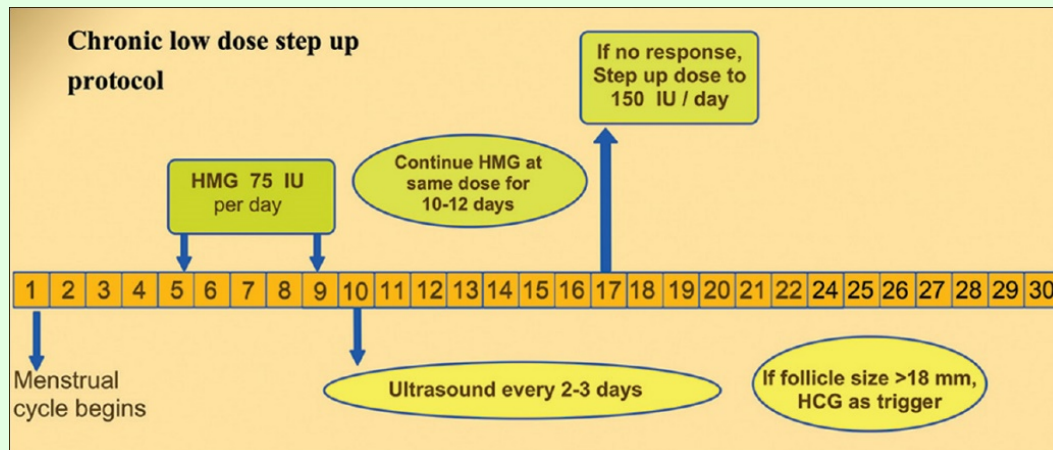 Chronic low dose step up
protocol
If no response,
Step up dose to
150 IU / day
HMG 75 IU
per day
Continue HMG at
same dose for
10-12 days
1 2 3 4 5 6 7 8 9 10 11 12 13 14 15 16 17 18 19 20 21 22 24 25 26 27 28 29 30
Menstrual
cycle begins
Ultrasound every 2-3 days
If follicle size >18 mm,
HCG as trigger